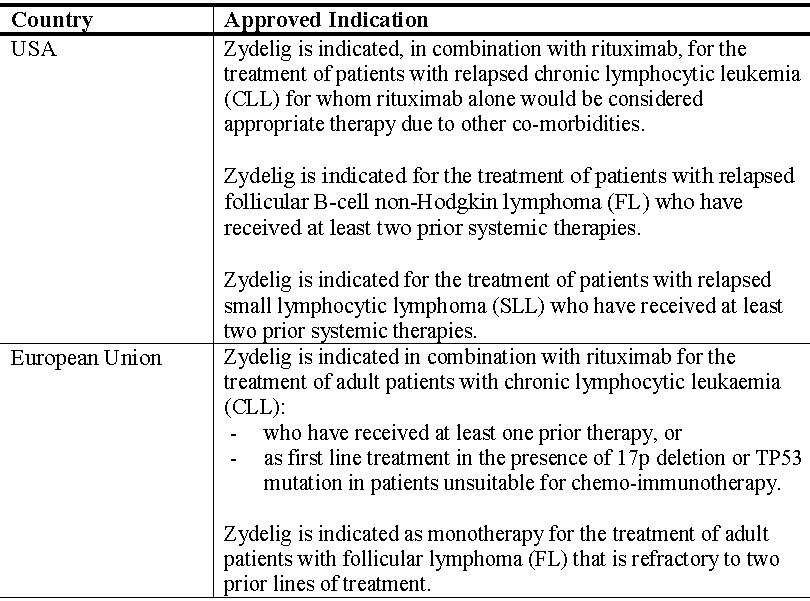 Country Approved Indication
USA Zydelig is indicated, in combination with rituximab, for the
treatment of patients with relapsed chronic lymphocytic leukemia
(CLL) for whom rituximab alone would be considered
appropriate therapy due to other co-morbidities.
Zydelig is indicated for the treatment of patients with relapsed
follicular B-cell non-Hodgkin lymphoma (FL) who have
received at least two prior systemic therapies.
Zydelig is indicated for the treatment of patients with relapsed
small lymphocytic lymphoma (SLL) who have received at least
two prior systemic therapies.
European Union Zydelig is indicated in combination with rituximab for the
treatment of adult patients with chronic lymphocytic leukaemia
(CLL):
- who have received at least one prior therapy, or
- as first line treatment in the presence of 17p deletion or TP53
mutation in patients unsuitable for chemo-immunotherapy.
Zydelig is indicated as monotherapy for the treatment of adult
patients with follicular lymphoma (FL) that is refractory to two
prior lines of treatment.